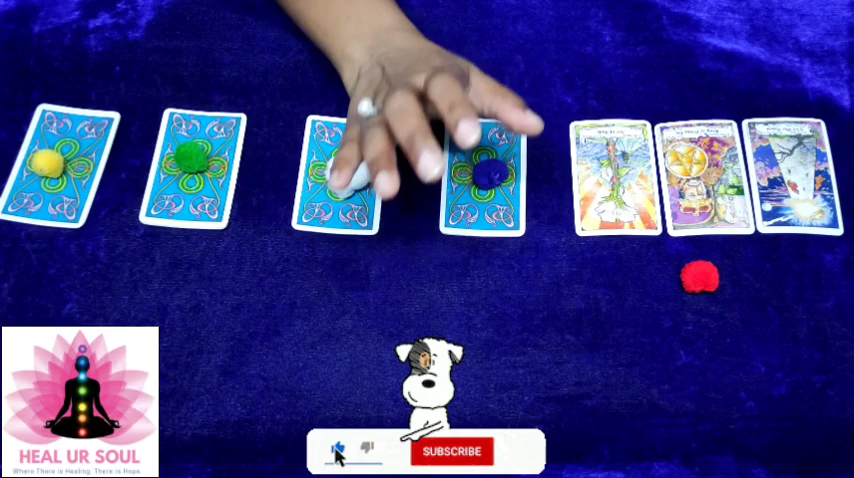 HEAL UR SOUL
Where There is Healing, There is Hope
SUBSCRIBE